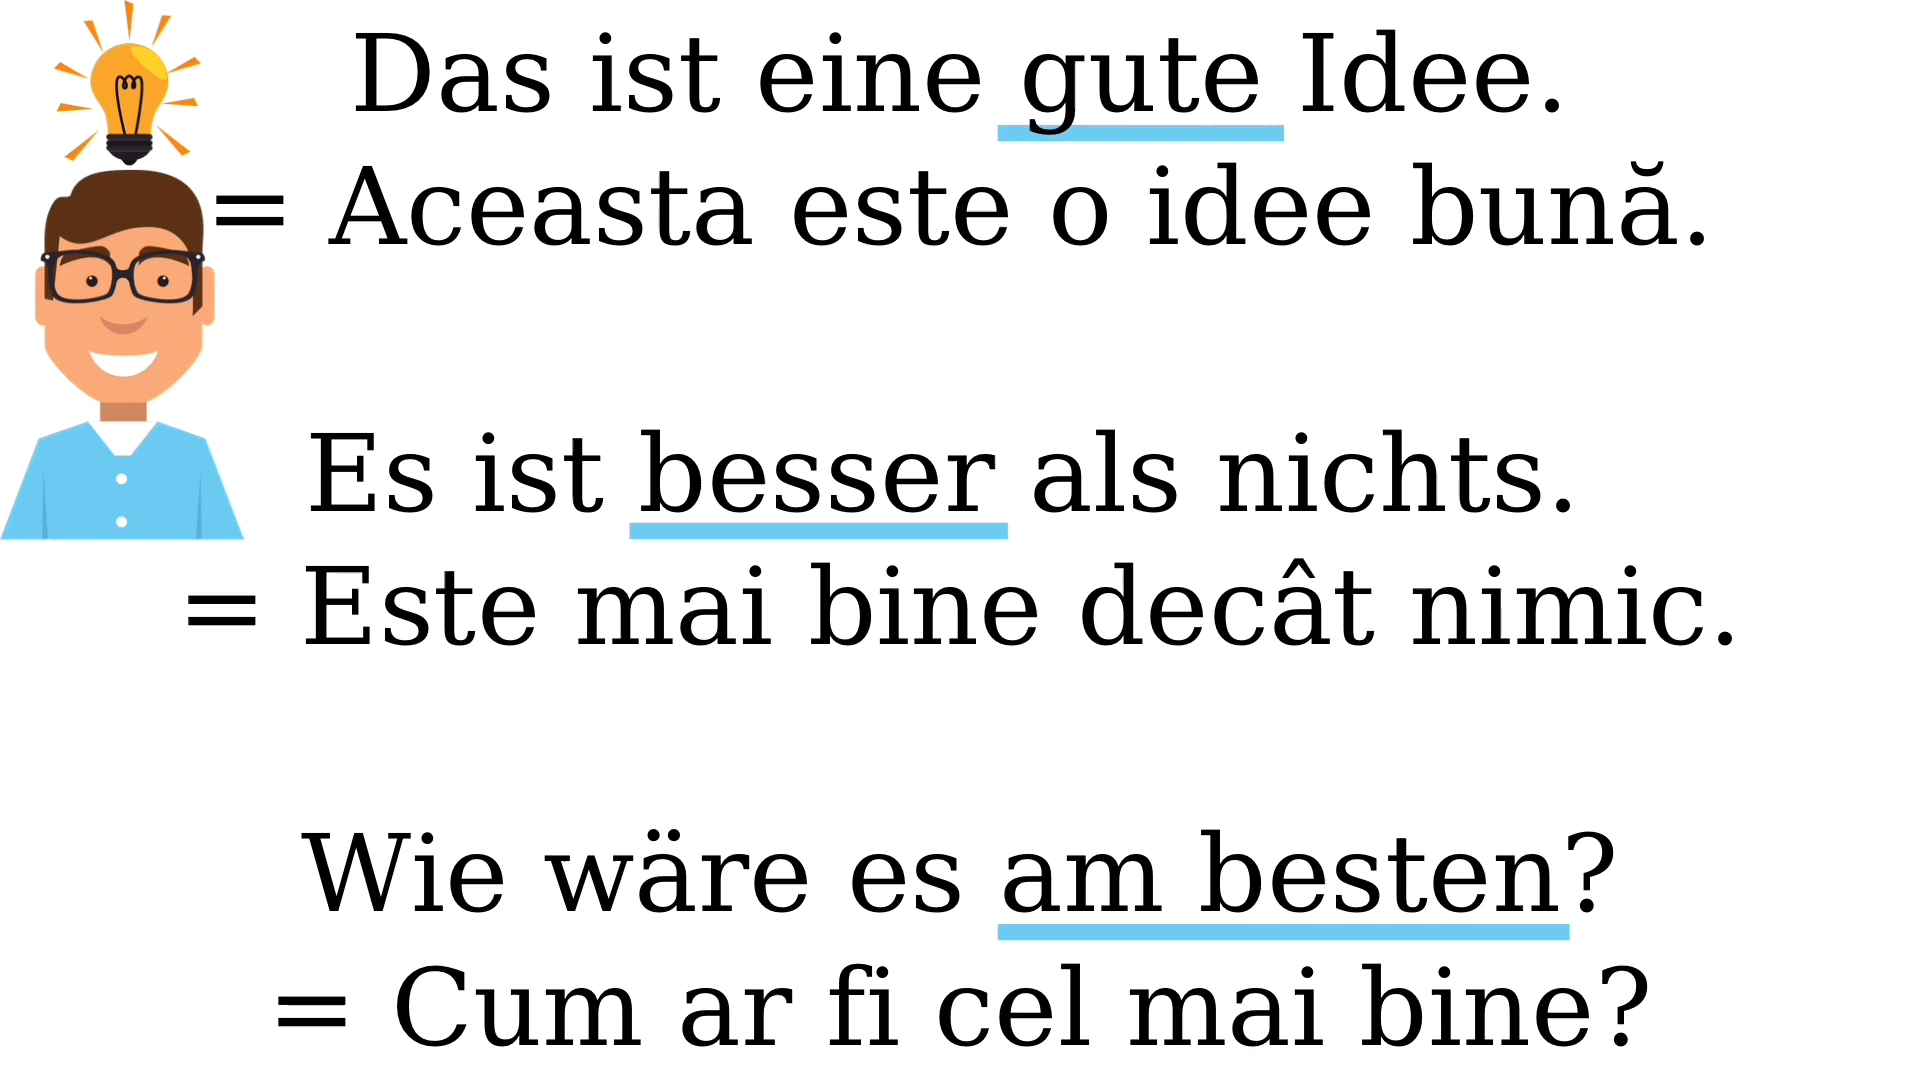 Das ist eine gute Idee.
= Aceasta este o idee bună.
Es ist besser als nichts.
= Este mai bine decât nimic.
Wie wäre es am besten?
= Cum ar fi cel mai bine?